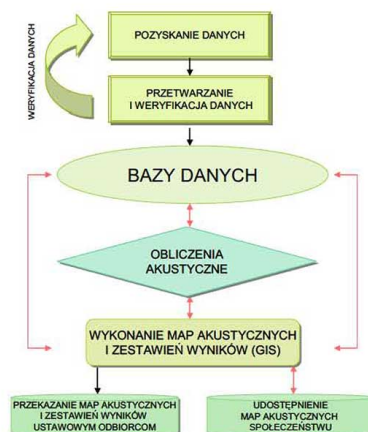 POZYSKANIE DANYCH
WERYFIKACJA DANYCH
PRZETWARZANIE
I WERYFIKACJA DANYCH
BAZY DANYCH
OBLICZENIA
AKUSTYCZNE
WYKONANIE MAP AKUSTYCZNYCH
I ZESTAWIEŃ WYNIKÓW (GIS)
PRZEKAZANIE MAP AKUSTYCZNYCH
I ZESTAWIEŃ WYNIKÓW
USTAWOWYM ODBIORCOM
UDOSTĘPNIENIE
MAP AKUSTYCZNYCH
SPOŁECZEŃSTWU